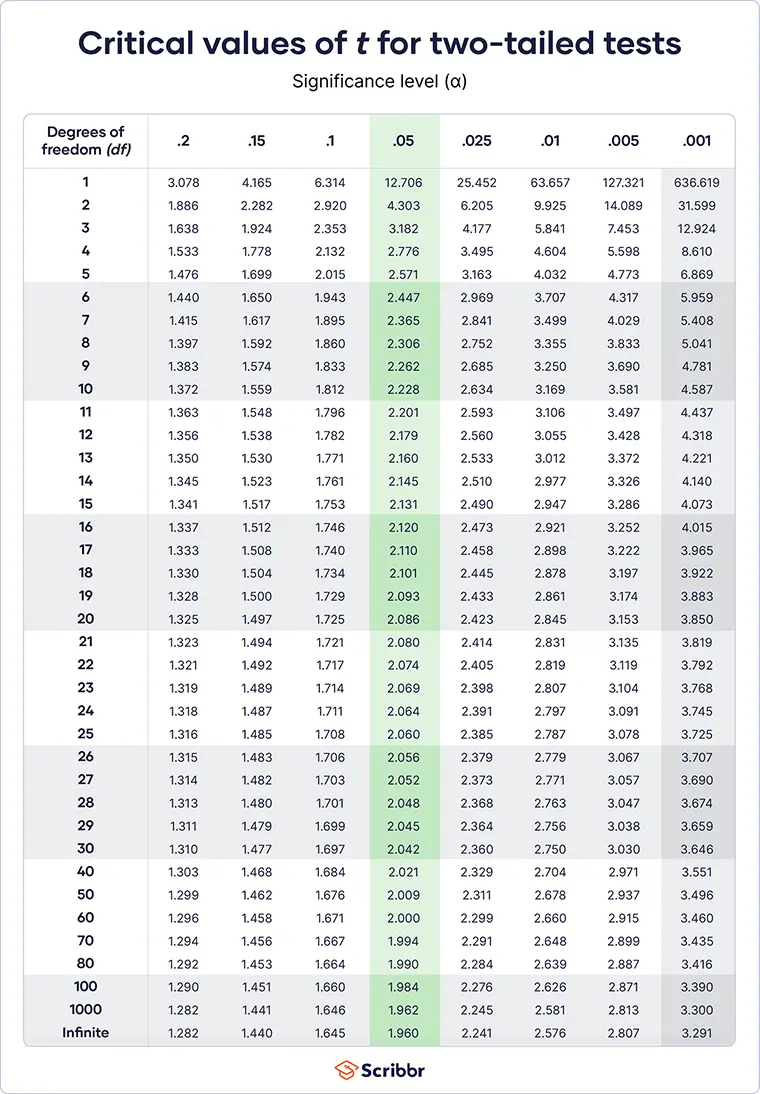 Critical values of t for two-tailed tests
Significance level (α)
Degrees of freedom (df) .2 .15 .1 .05 .025 .01 .005 .001
1 3.078 4.165 6.314 12.706 25.452 63.657 127.321 636.619
2 1.886 2.282 2.920 4.303 6.205 9.925 14.089 31.599
3 1.638 1.924 2.353 3.182 4.177 5.841 7.453 12.924
4 1.533 1.778 2.132 2.776 3.495 4.604 5.598 8.610
5 1.476 1.699 2.015 2.571 3.163 4.032 4.773 6.869
6 1.440 1.650 1.943 2.447 2.969 3.707 4.317 5.959
7 1.415 1.617 1.895 2.365 2.841 3.499 4.029 5.408
8 1.397 1.592 1.860 2.306 2.752 3.355 3.833 5.041
9 1.383 1.574 1.833 2.262 2.685 3.250 3.690 4.781
10 1.372 1.559 1.812 2.228 2.634 3.169 3.581 4.587
11 1.363 1.548 1.796 2.201 2.593 3.106 3.497 4.437
12 1.356 1.538 1.782 2.179 2.560 3.055 3.428 4.318
13 1.350 1.530 1.771 2.160 2.533 3.012 3.372 4.221
14 1.345 1.523 1.761 2.145 2.510 2.977 3.326 4.140
15 1.341 1.517 1.753 2.131 2.490 2.947 3.286 4.073
16 1.337 1.512 1.746 2.120 2.473 2.921 3.252 4.015
17 1.333 1.508 1.740 2.110 2.458 2.898 3.222 3.965
18 1.330 1.504 1.734 2.101 2.445 2.878 3.197 3.922
19 1.328 1.500 1.729 2.093 2.433 2.861 3.174 3.883
20 1.325 1.497 1.725 2.086 2.423 2.845 3.153 3.850
21 1.323 1.494 1.721 2.080 2.414 2.831 3.135 3.819
22 1.321 1.492 1.717 2.074 2.405 2.819 3.119 3.792
23 1.319 1.489 1.714 2.069 2.398 2.807 3.104 3.768
24 1.318 1.487 1.711 2.064 2.391 2.797 3.091 3.745
25 1.316 1.485 1.708 2.060 2.385 2.787 3.078 3.725
26 1.315 1.483 1.706 2.056 2.379 2.779 3.067 3.707
27 1.314 1.482 1.703 2.052 2.373 2.771 3.057 3.690
28 1.313 1.480 1.701 2.048 2.368 2.763 3.047 3.674
29 1.311 1.479 1.699 2.045 2.364 2.756 3.038 3.659
30 1.310 1.477 1.697 2.042 2.360 2.750 3.030 3.646
40 1.303 1.468 1.684 2.021 2.329 2.704 2.971 3.551
50 1.299 1.462 1.676 2.009 2.311 2.678 2.937 3.496
60 1.296 1.458 1.671 2.000 2.299 2.660 2.915 3.460
70 1.294 1.456 1.667 1.994 2.291 2.648 2.899 3.435
80 1.292 1.453 1.664 1.990 2.284 2.639 2.887 3.416
100 1.290 1.451 1.660 1.984 2.276 2.626 2.871 3.390
1000 1.282 1.441 1.646 1.962 2.245 2.581 2.813 3.300
Infinite 1.282 1.440 1.645 1.960 2.241 2.576 2.807 3.291
Scribbr